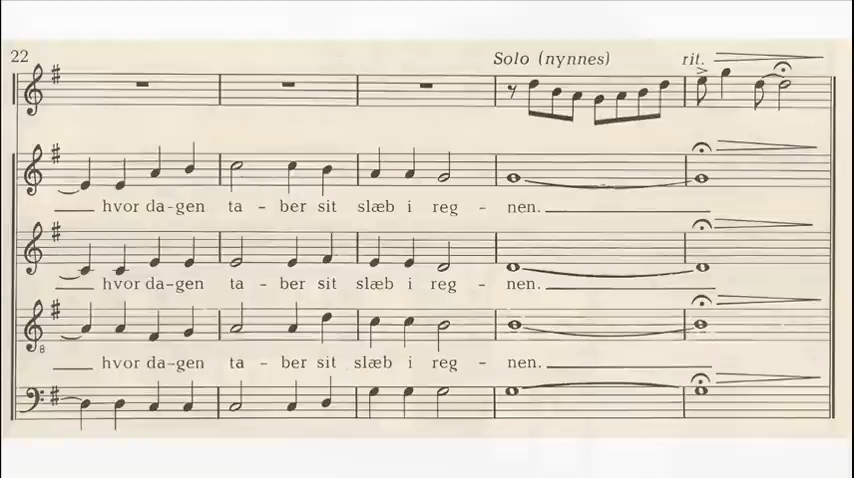 22
Solo (nynnes) rit.
hvor da-gen ta - ber sit slæb i reg - nen.
hvor da-gen ta - ber sit slæb i reg - nen.
8
hvor da-gen ta - ber sit slæb i reg - nen.